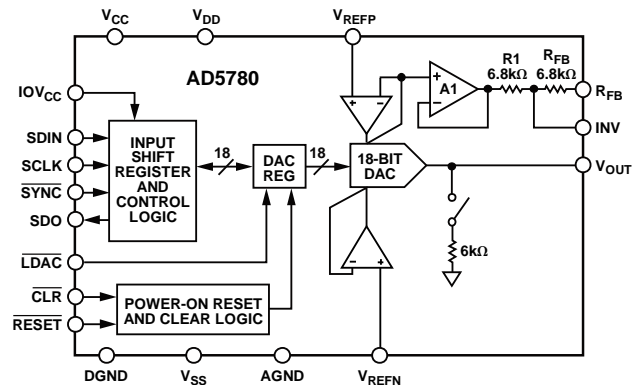 VCC
VDD
VREFP
AD5780
IOVCC
SDIN
SCLK
SYNC
SDO
LDAC
CLR
RESET
INPUT
SHIFT
REGISTER
AND
CONTROL
LOGIC
18
DAC
REG
18
18-BIT
DAC
+
–
+
–
A1
R1
6.8kΩ
RFB
6.8kΩ
RFB
INV
VOUT
6kΩ
–
+
POWER-ON RESET
AND CLEAR LOGIC
DGND
VSS
AGND
VREFN